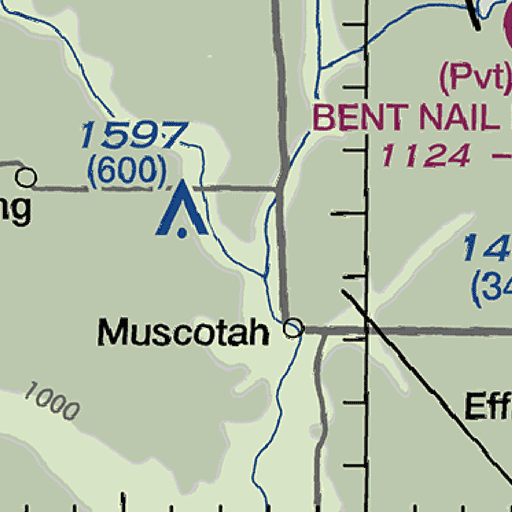 (Pvt)
BENT NAIL
1597
1124 -
(600)
ng
14
(34
Muscotah
1000
Eff